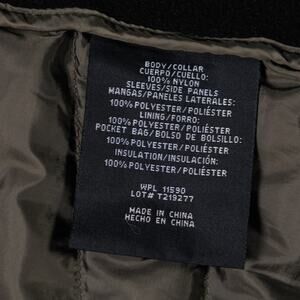 BODY/COLLAR
CUERPO/CUELLO:
100% NYLON
SLEEVES/SIDE PANELS
MANGAS/PANELES LATERALES:
100% POLYESTER/POLIÉSTER
LINING/FORRO:
100% POLYESTER/POLIÉSTER
POCKET BAG/BOLSO DE BOLSILLO:
100% POLYESTER/POLIÉSTER
INSULATION/INSULACIÓN:
100% POLYESTER/POLIÉSTER
WPL 11590
LOT# T219277
MADE IN CHINA
HECHO EN CHINA